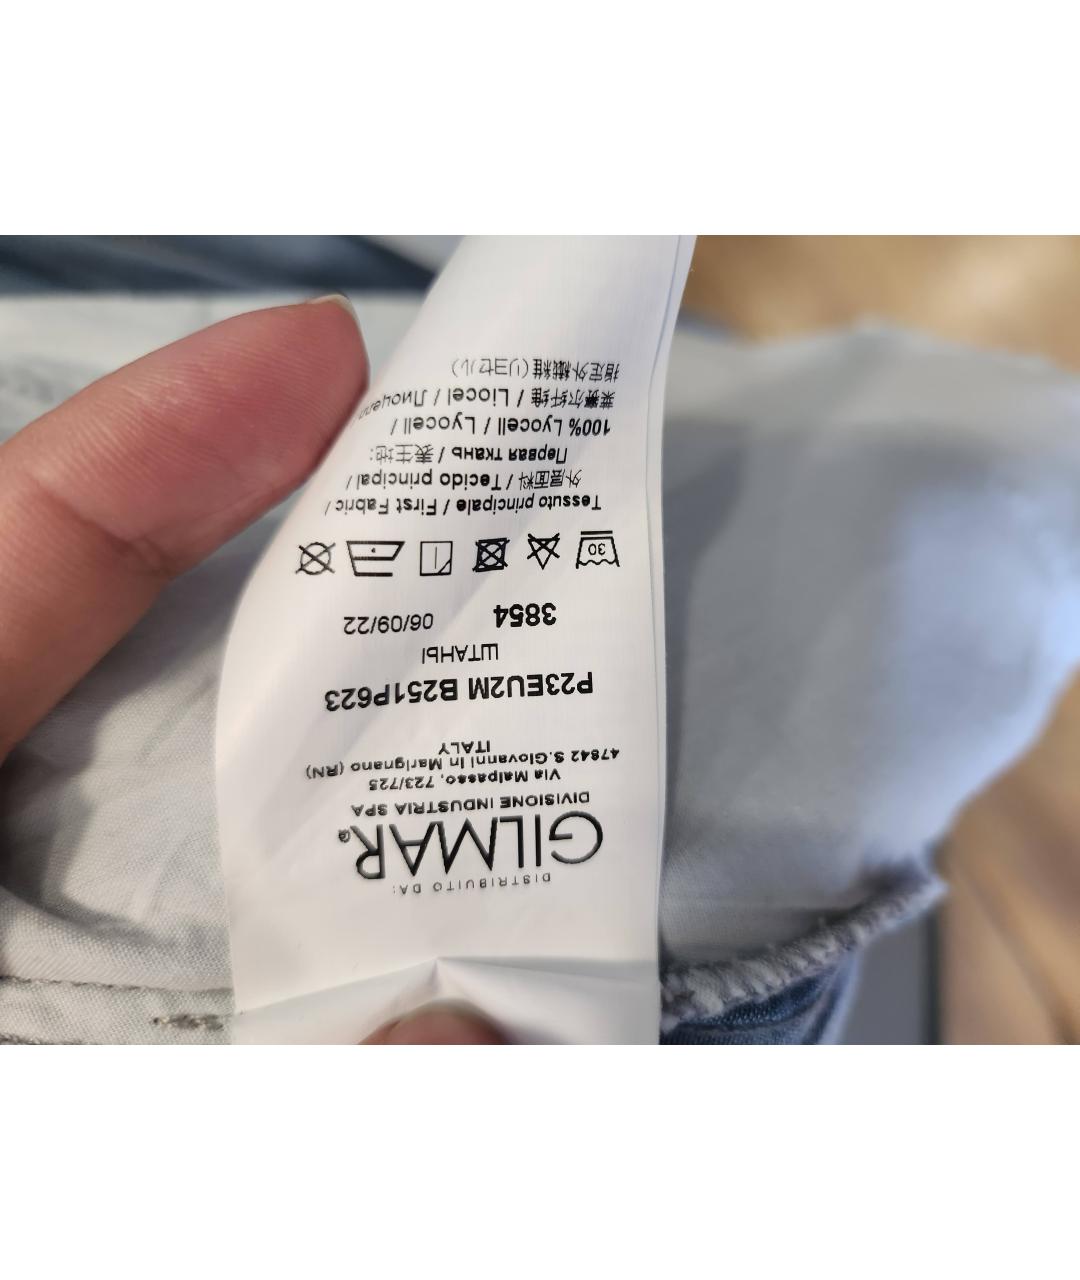 DISTRIBUITO DA:
GILMAR®
DIVISIONE INDUSTRIA SPA
Via Malpasso, 723/725
47842 S.Giovanni In Marignano (RN)
ITALY
P23EU2M B251P623
ШТАНЫ
3854 06/09/22
30
Tessuto principale / First Fabric /
外层面料 / Tecido principal /
Первая ткань / 表生地:
100% Lyocell / Lyocell /
莱赛尔纤维 / Liocel / Лиоцелл
指定外繊維(リヨセル)